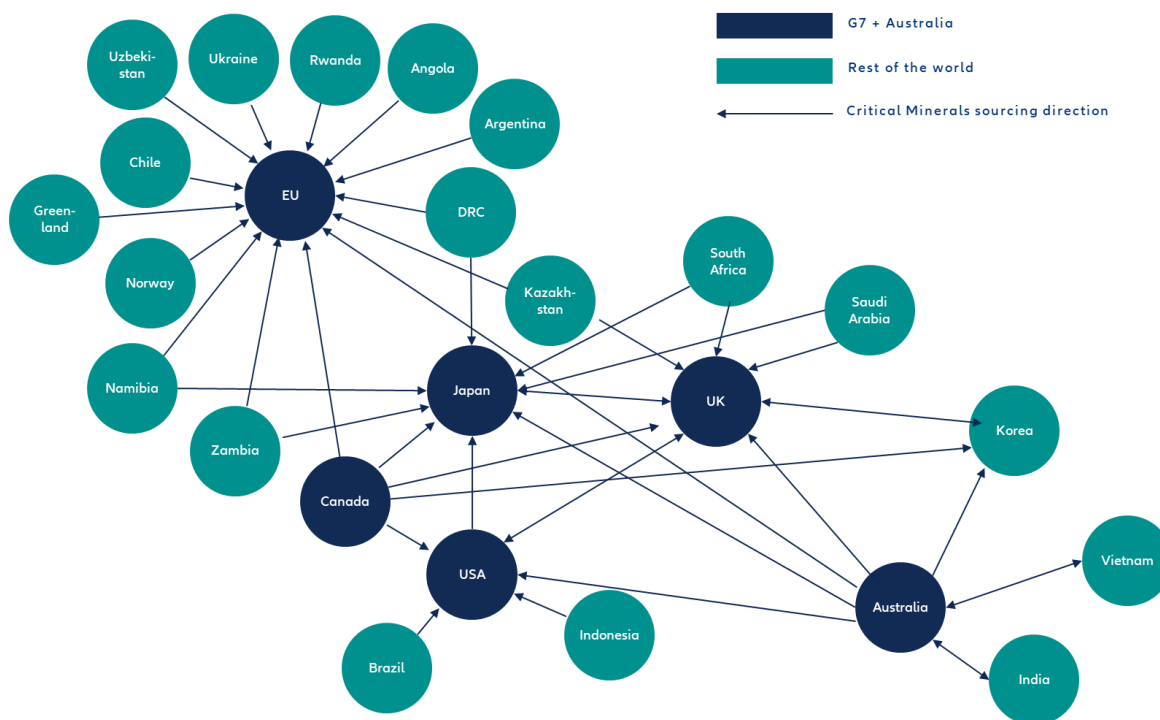 G7 + Australia
Rest of the world
Critical Minerals sourcing direction
Uzbeki-
stan
Ukraine
Rwanda
Angola
Argentina
Chile
EU
Green-
land
DRC
Norway
Kazakh-
stan
South
Africa
Saudi
Arabia
Namibia
Japan
UK
Zambia
Korea
Canada
USA
Vietnam
Australia
Indonesia
Brazil
India